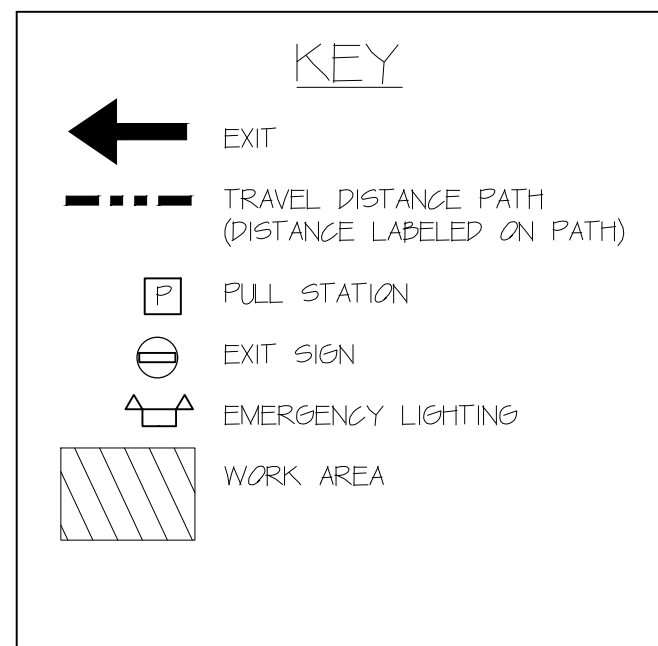 KEY
EXIT
TRAVEL DISTANCE PATH
(DISTANCE LABELED ON PATH)
P PULL STATION
EXIT SIGN
EMERGENCY LIGHTING
WORK AREA